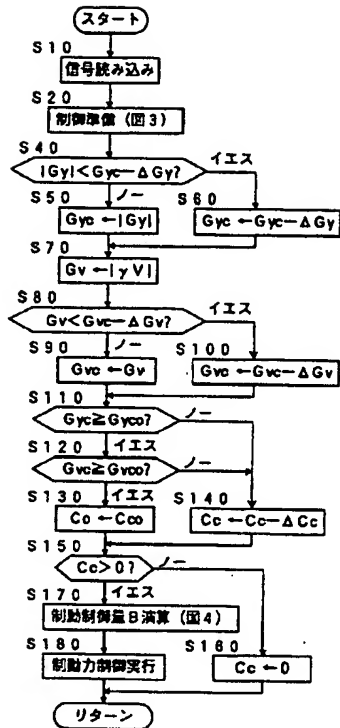 スタート
S10
信号読み込み
S20
制御準備（図3）
S40
|Gy|<Gyc−ΔGy?
イエス
S50
ノー
S60
Gyc ←|Gy|
Gyc ←Gyc−ΔGy
S70
Gv ←|γV|
S80
イエス
Gv<Gvc−ΔGv?
S90
ノー
S100
Gvc ←Gv
Gvc ←Gvc−ΔGv
S110
Gyc≧Gyco?
ノー
S120
イエス
Gvc≧Gvco?
ノー
S130
イエス
S140
Cc ←Cco
Cc ←Cc−ΔCc
S150
Cc>0?
ノー
S170
イエス
制動制御量B演算（図4）
S180
S160
制動力制御実行
Cc ←0
リターン